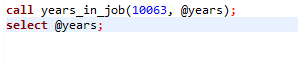 call years_in_job(10063, @years);
select @years;